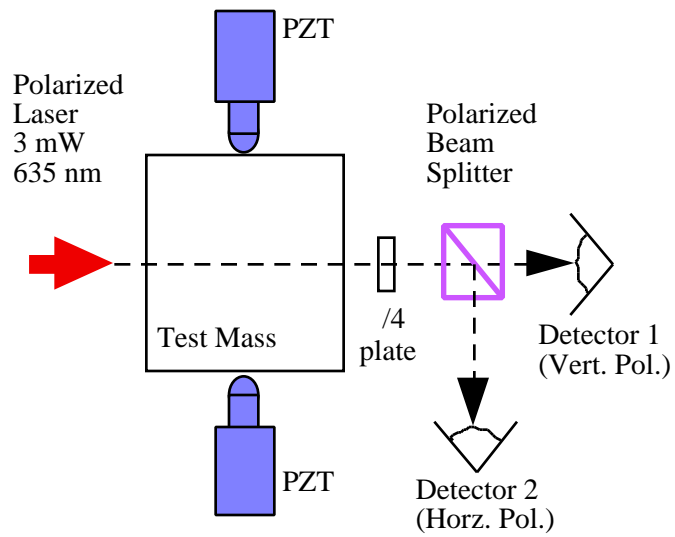 PZT
Polarized
Laser
3 mW
635 nm
Polarized
Beam
Splitter
Test Mass
/4
plate
Detector 1
(Vert. Pol.)
PZT
Detector 2
(Horz. Pol.)